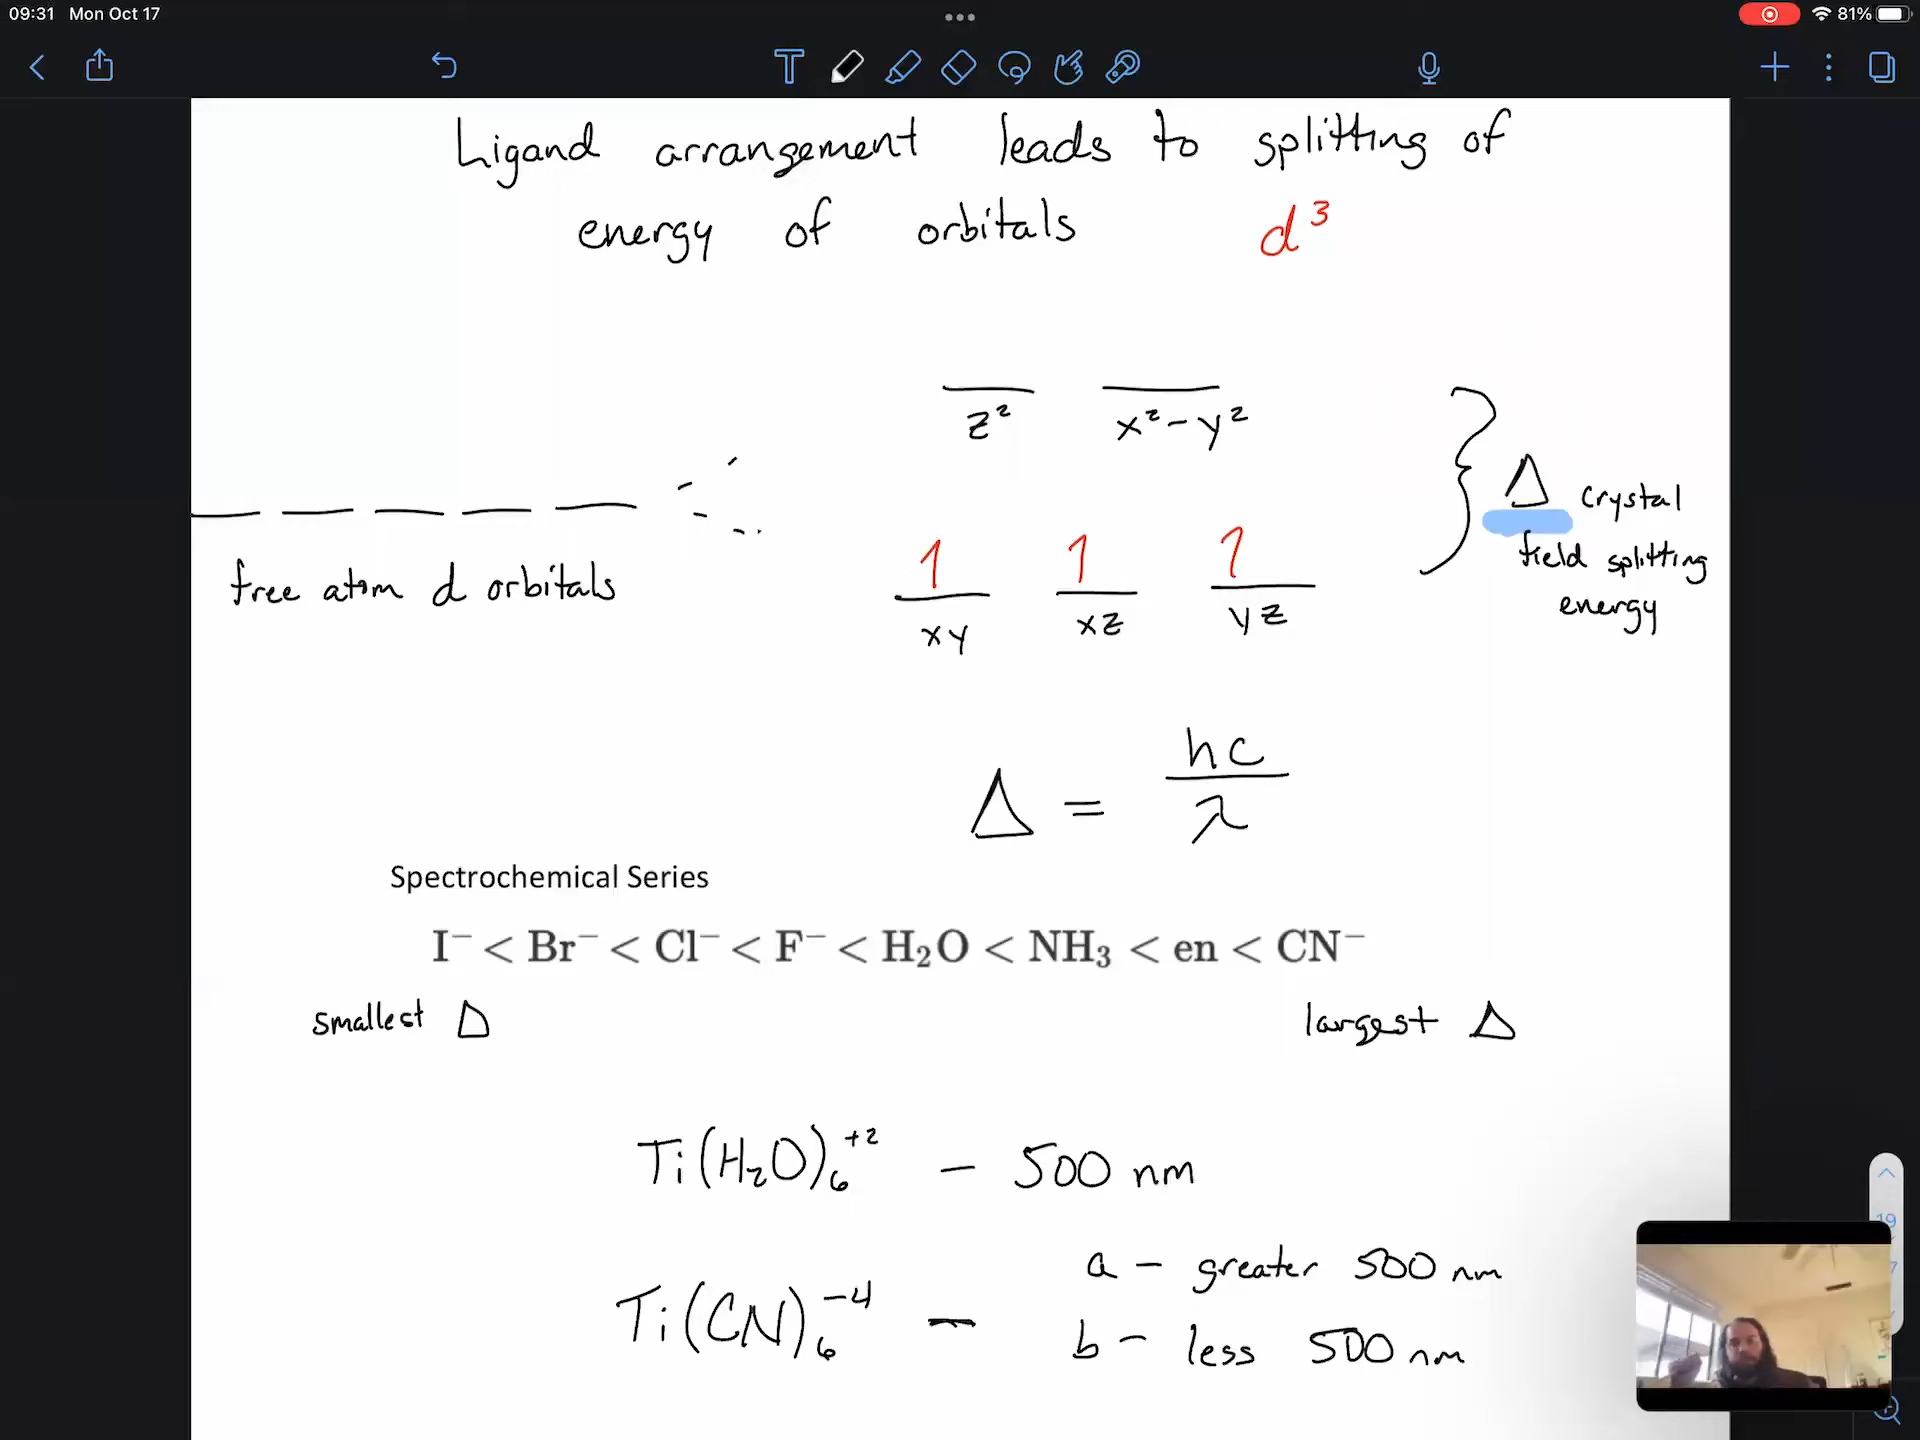 09:31 Mon Oct 17
81%
Ligand arrangement leads to splitting of
energy of orbitals d³
z² x²-y²
Δ crystal
field splitting
energy
free atom d orbitals
1 1 1
xy xz yz
Δ = hc/λ
Spectrochemical Series
I⁻ < Br⁻ < Cl⁻ < F⁻ < H₂O < NH₃ < en < CN⁻
smallest Δ largest Δ
Ti(H₂O)₆⁺² – 500 nm
Ti(CN)₆⁻⁴ – a – greater 500 nm
b – less 500 nm